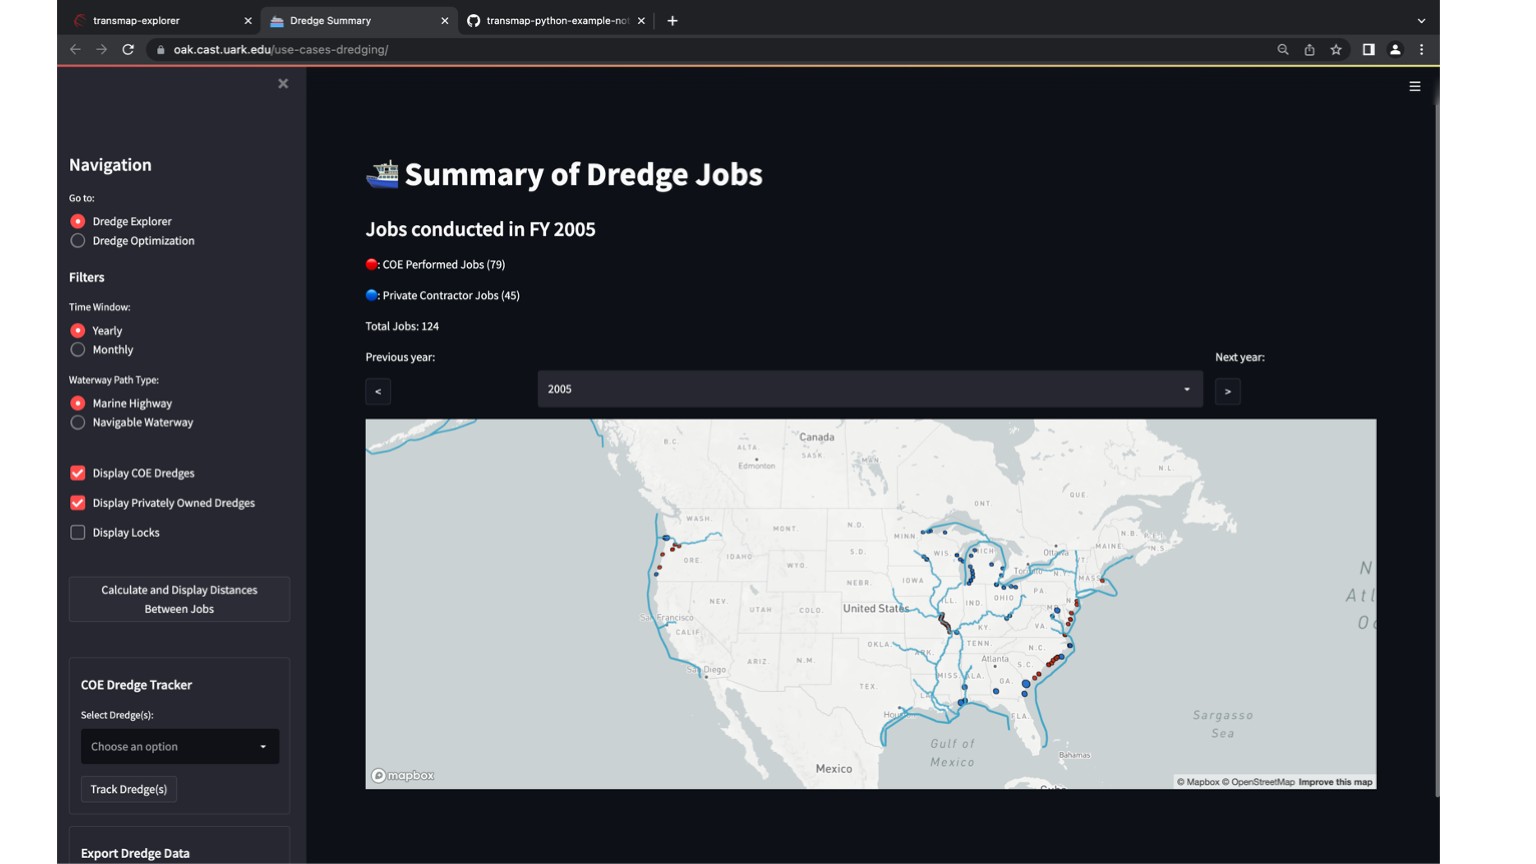 transmap-explorer
Dredge Summary
transmap-python-example-no
oak.cast.uark.edu/use-cases-dredging/
Navigation
Go to:
Dredge Explorer
Dredge Optimization
Filters
Time Window:
Yearly
Monthly
Waterway Path Type:
Marine Highway
Navigable Waterway
Display COE Dredges
Display Privately Owned Dredges
Display Locks
Calculate and Display Distances
Between Jobs
COE Dredge Tracker
Select Dredge(s):
Choose an option
Track Dredge(s)
Export Dredge Data
Summary of Dredge Jobs
Jobs conducted in FY 2005
: COE Performed Jobs (79)
: Private Contractor Jobs (45)
Total Jobs: 124
Previous year:
Next year:
<
2005
>
Canada
B.C.
ALTA.
SASK
MAN
Edmonton
N.L.
QUE.
ONT.
WASH.
MONT.
N.D.
MINN
N.B.
N.S.
MAINE
Ottawa
ORE.
IDAHO
WYO.
S.D.
WIS.
MICH
Toronto
N.Y.
MASS
NEBR.
IOWA
PA.
NEV.
UTAH
COLO.
United States
ILL.
IND.
OHIO
San Francisco
CALIF.
KY.
VA.
ARIZ.
N.M.
OKLA.
ARK.
TENN.
N.C.
Atlanta
S.C.
San Diego
TEX.
MISS.
ALA.
GA.
LA
Hou
FLA.
N
Atl
Oc
Sargasso
Sea
Gulf of
Mexico
Bahamas
Mexico
Cuba
mapbox
© Mapbox © OpenStreetMap Improve this map